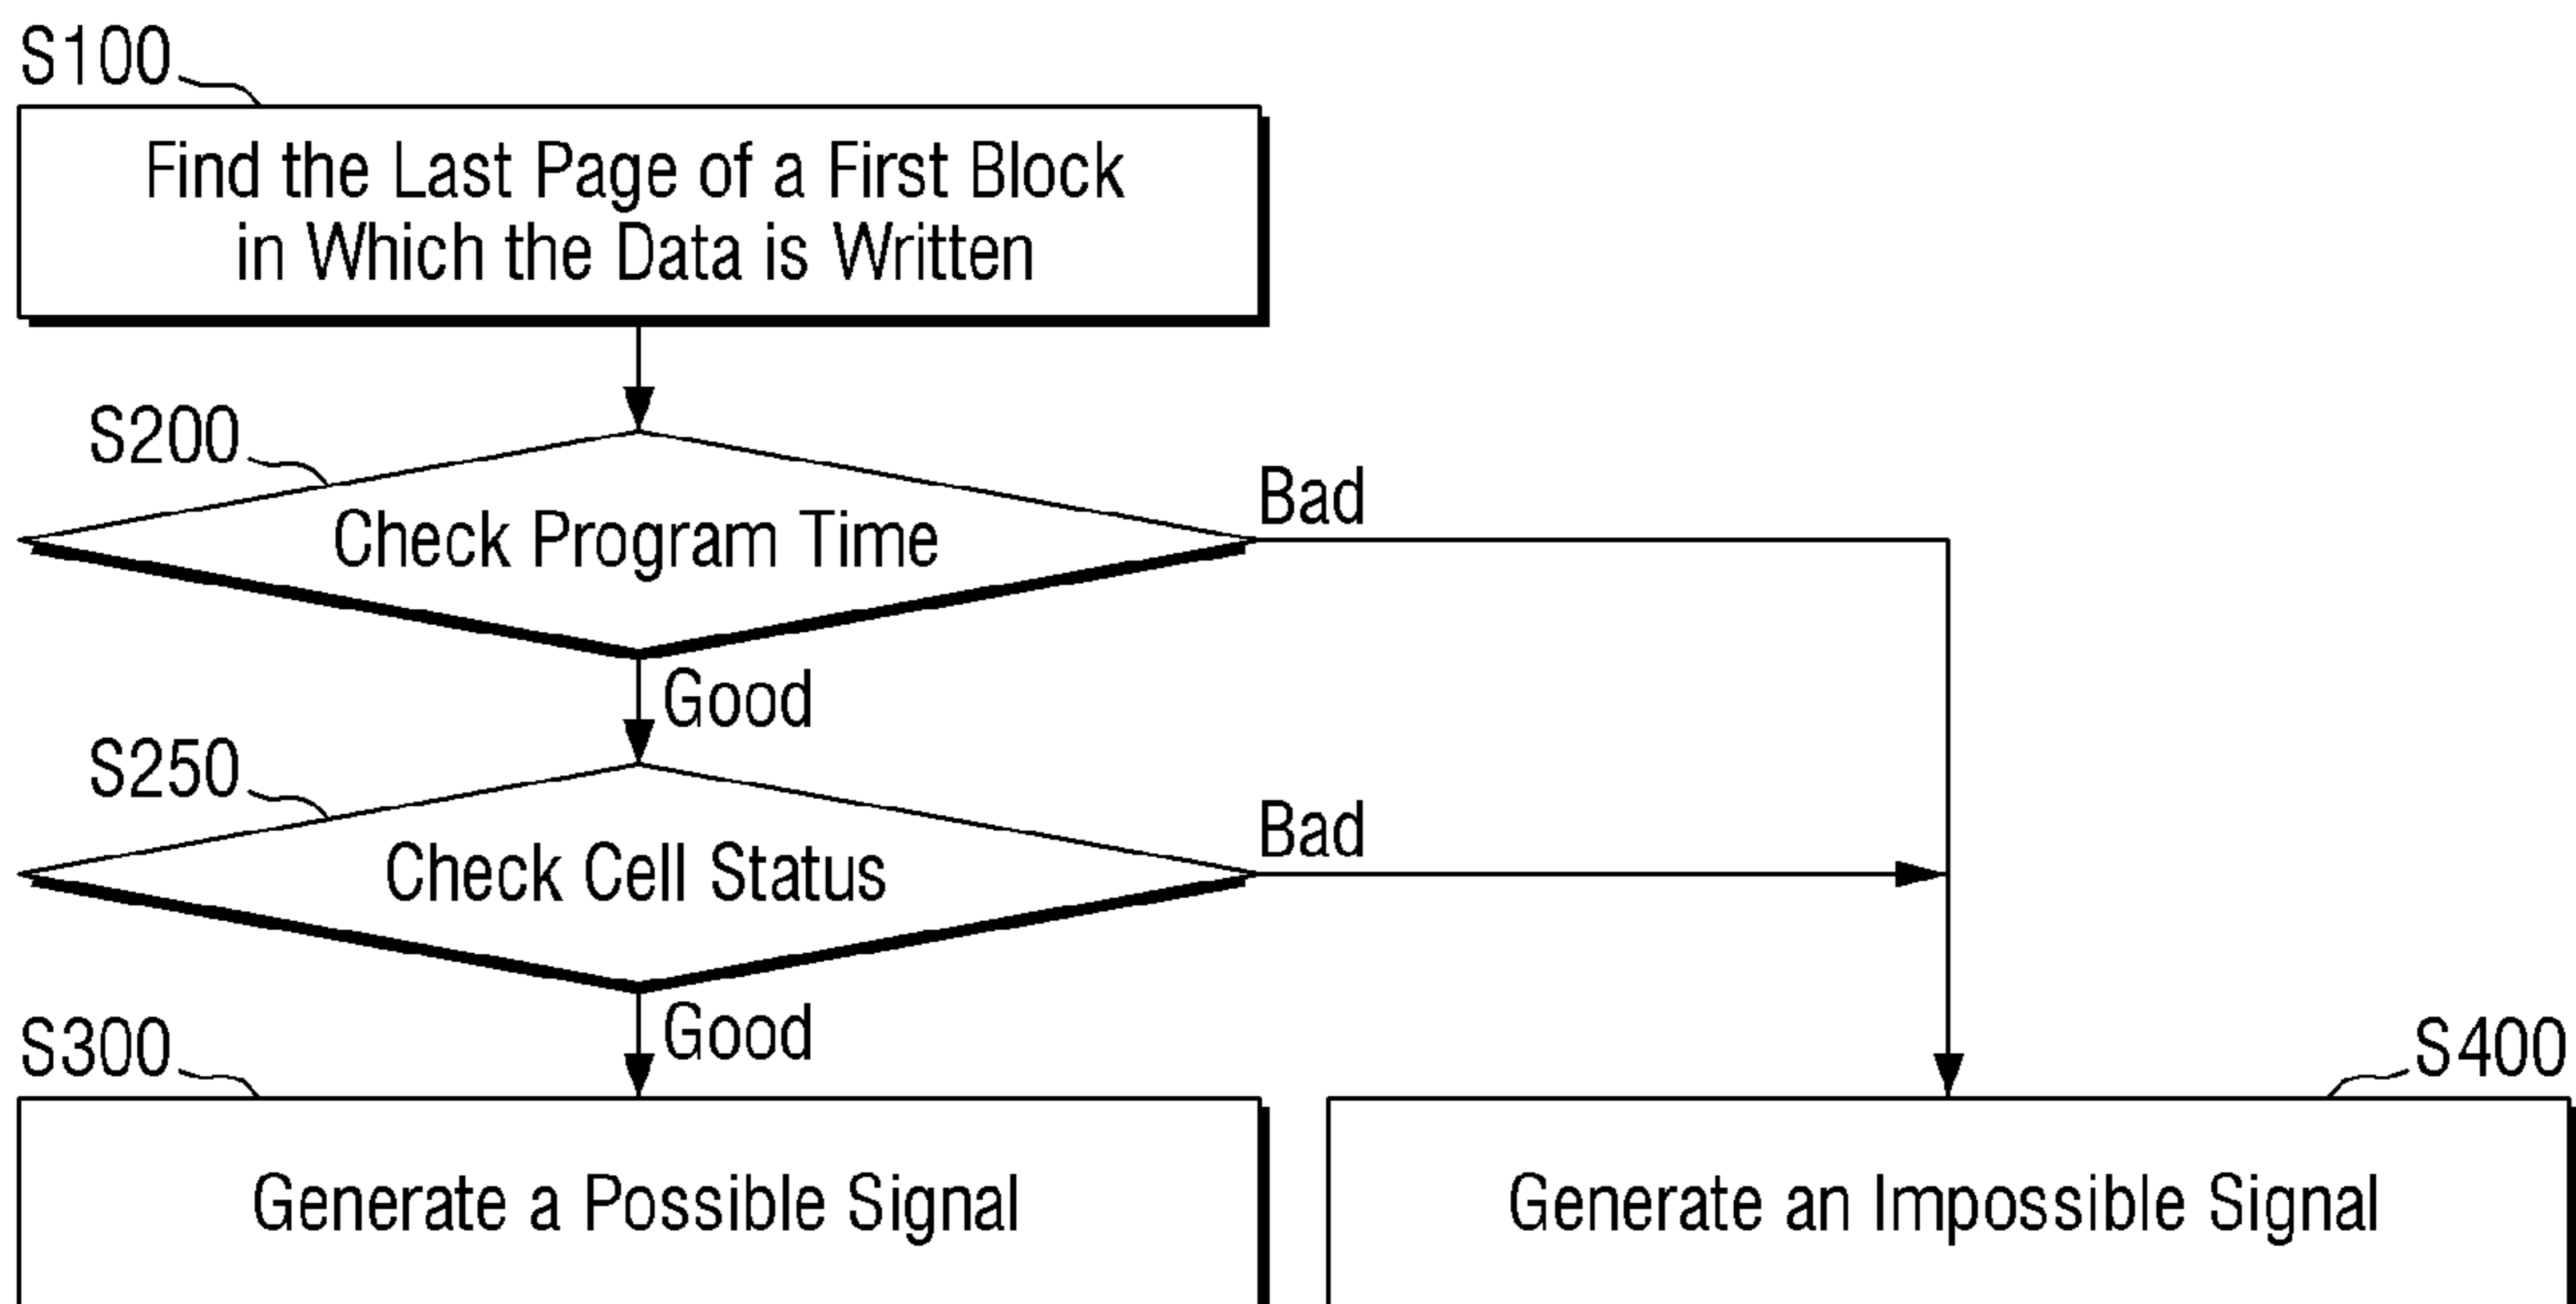 S100
Find the Last Page of a First Block
in Which the Data is Written
S200
Check Program Time
Bad
Good
S250
Check Cell Status
Bad
Good
S300
Generate a Possible Signal
S400
Generate an Impossible Signal